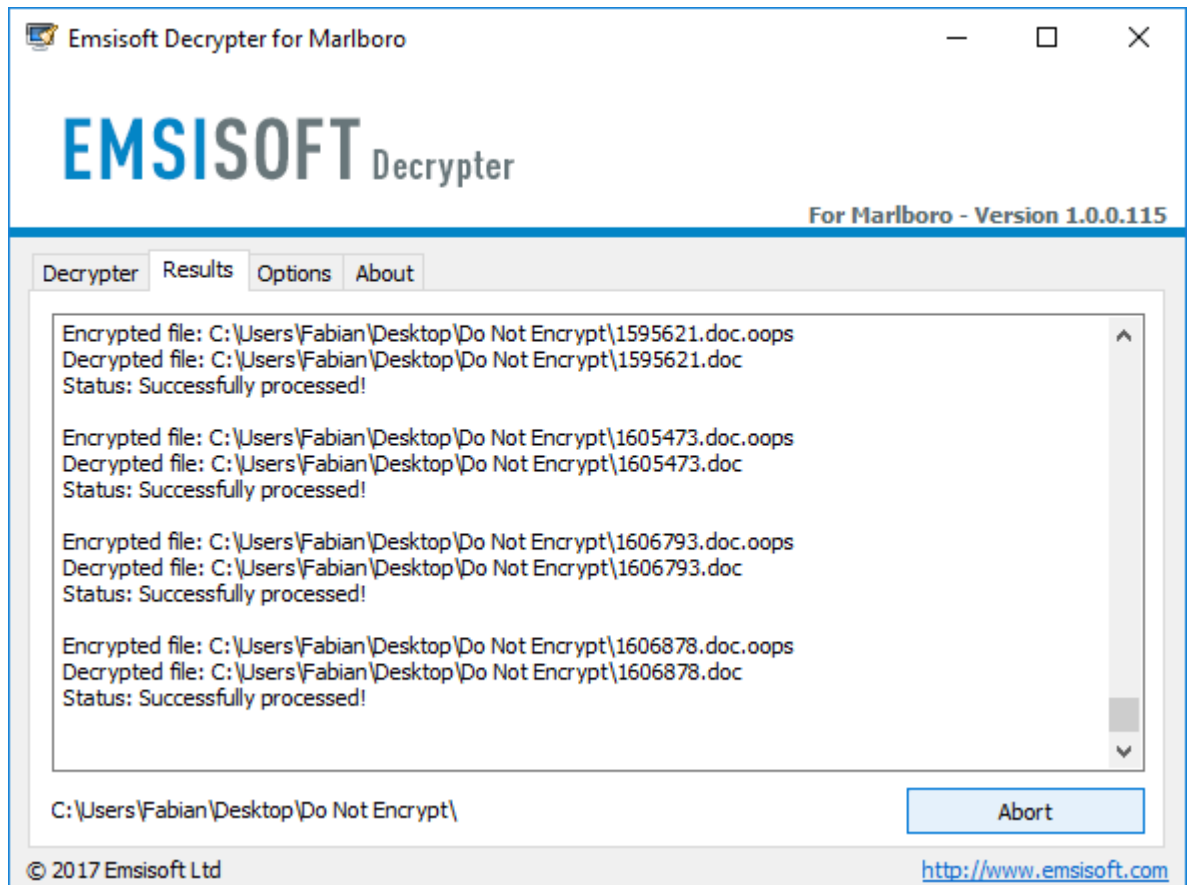 Emsisoft Decrypter for Marlboro
EMSISOFT Decrypter
For Marlboro - Version 1.0.0.115
Decrypter Results Options About
Encrypted file: C:\Users\Fabian\Desktop\Do Not Encrypt\1595621.doc.oops
Decrypted file: C:\Users\Fabian\Desktop\Do Not Encrypt\1595621.doc
Status: Successfully processed!
Encrypted file: C:\Users\Fabian\Desktop\Do Not Encrypt\1605473.doc.oops
Decrypted file: C:\Users\Fabian\Desktop\Do Not Encrypt\1605473.doc
Status: Successfully processed!
Encrypted file: C:\Users\Fabian\Desktop\Do Not Encrypt\1606793.doc.oops
Decrypted file: C:\Users\Fabian\Desktop\Do Not Encrypt\1606793.doc
Status: Successfully processed!
Encrypted file: C:\Users\Fabian\Desktop\Do Not Encrypt\1606878.doc.oops
Decrypted file: C:\Users\Fabian\Desktop\Do Not Encrypt\1606878.doc
Status: Successfully processed!
C:\Users\Fabian\Desktop\Do Not Encrypt\ Abort
© 2017 Emsisoft Ltd http://www.emsisoft.com